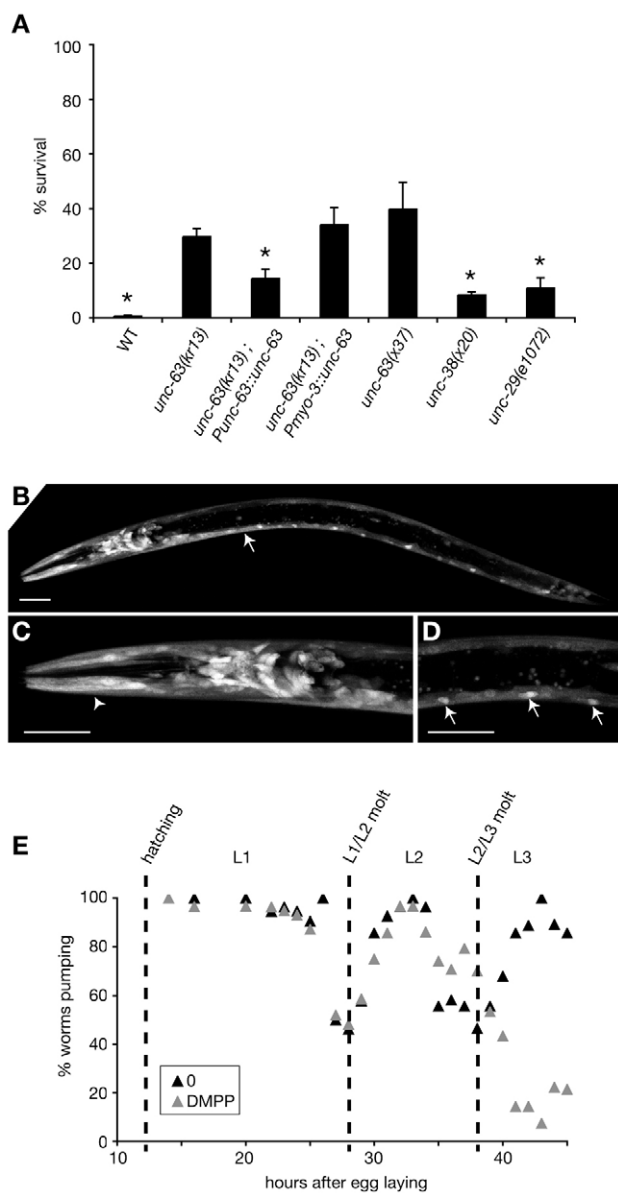 A
100
80
60
40
20
0
% survival
*
*
*
*
WT
unc-63(kr13)
unc-63(kr13) ;
Punc-63::unc-63
unc-63(kr13) ;
Pmyo-3::unc-63
unc-63(x37)
unc-38(x20)
unc-29(e1072)
B
C
D
E
hatching
L1
L1/L2 molt
L2
L2/L3 molt
L3
100
80
60
40
20
0
% worms pumping
0
DMPP
10
20
30
40
hours after egg laying